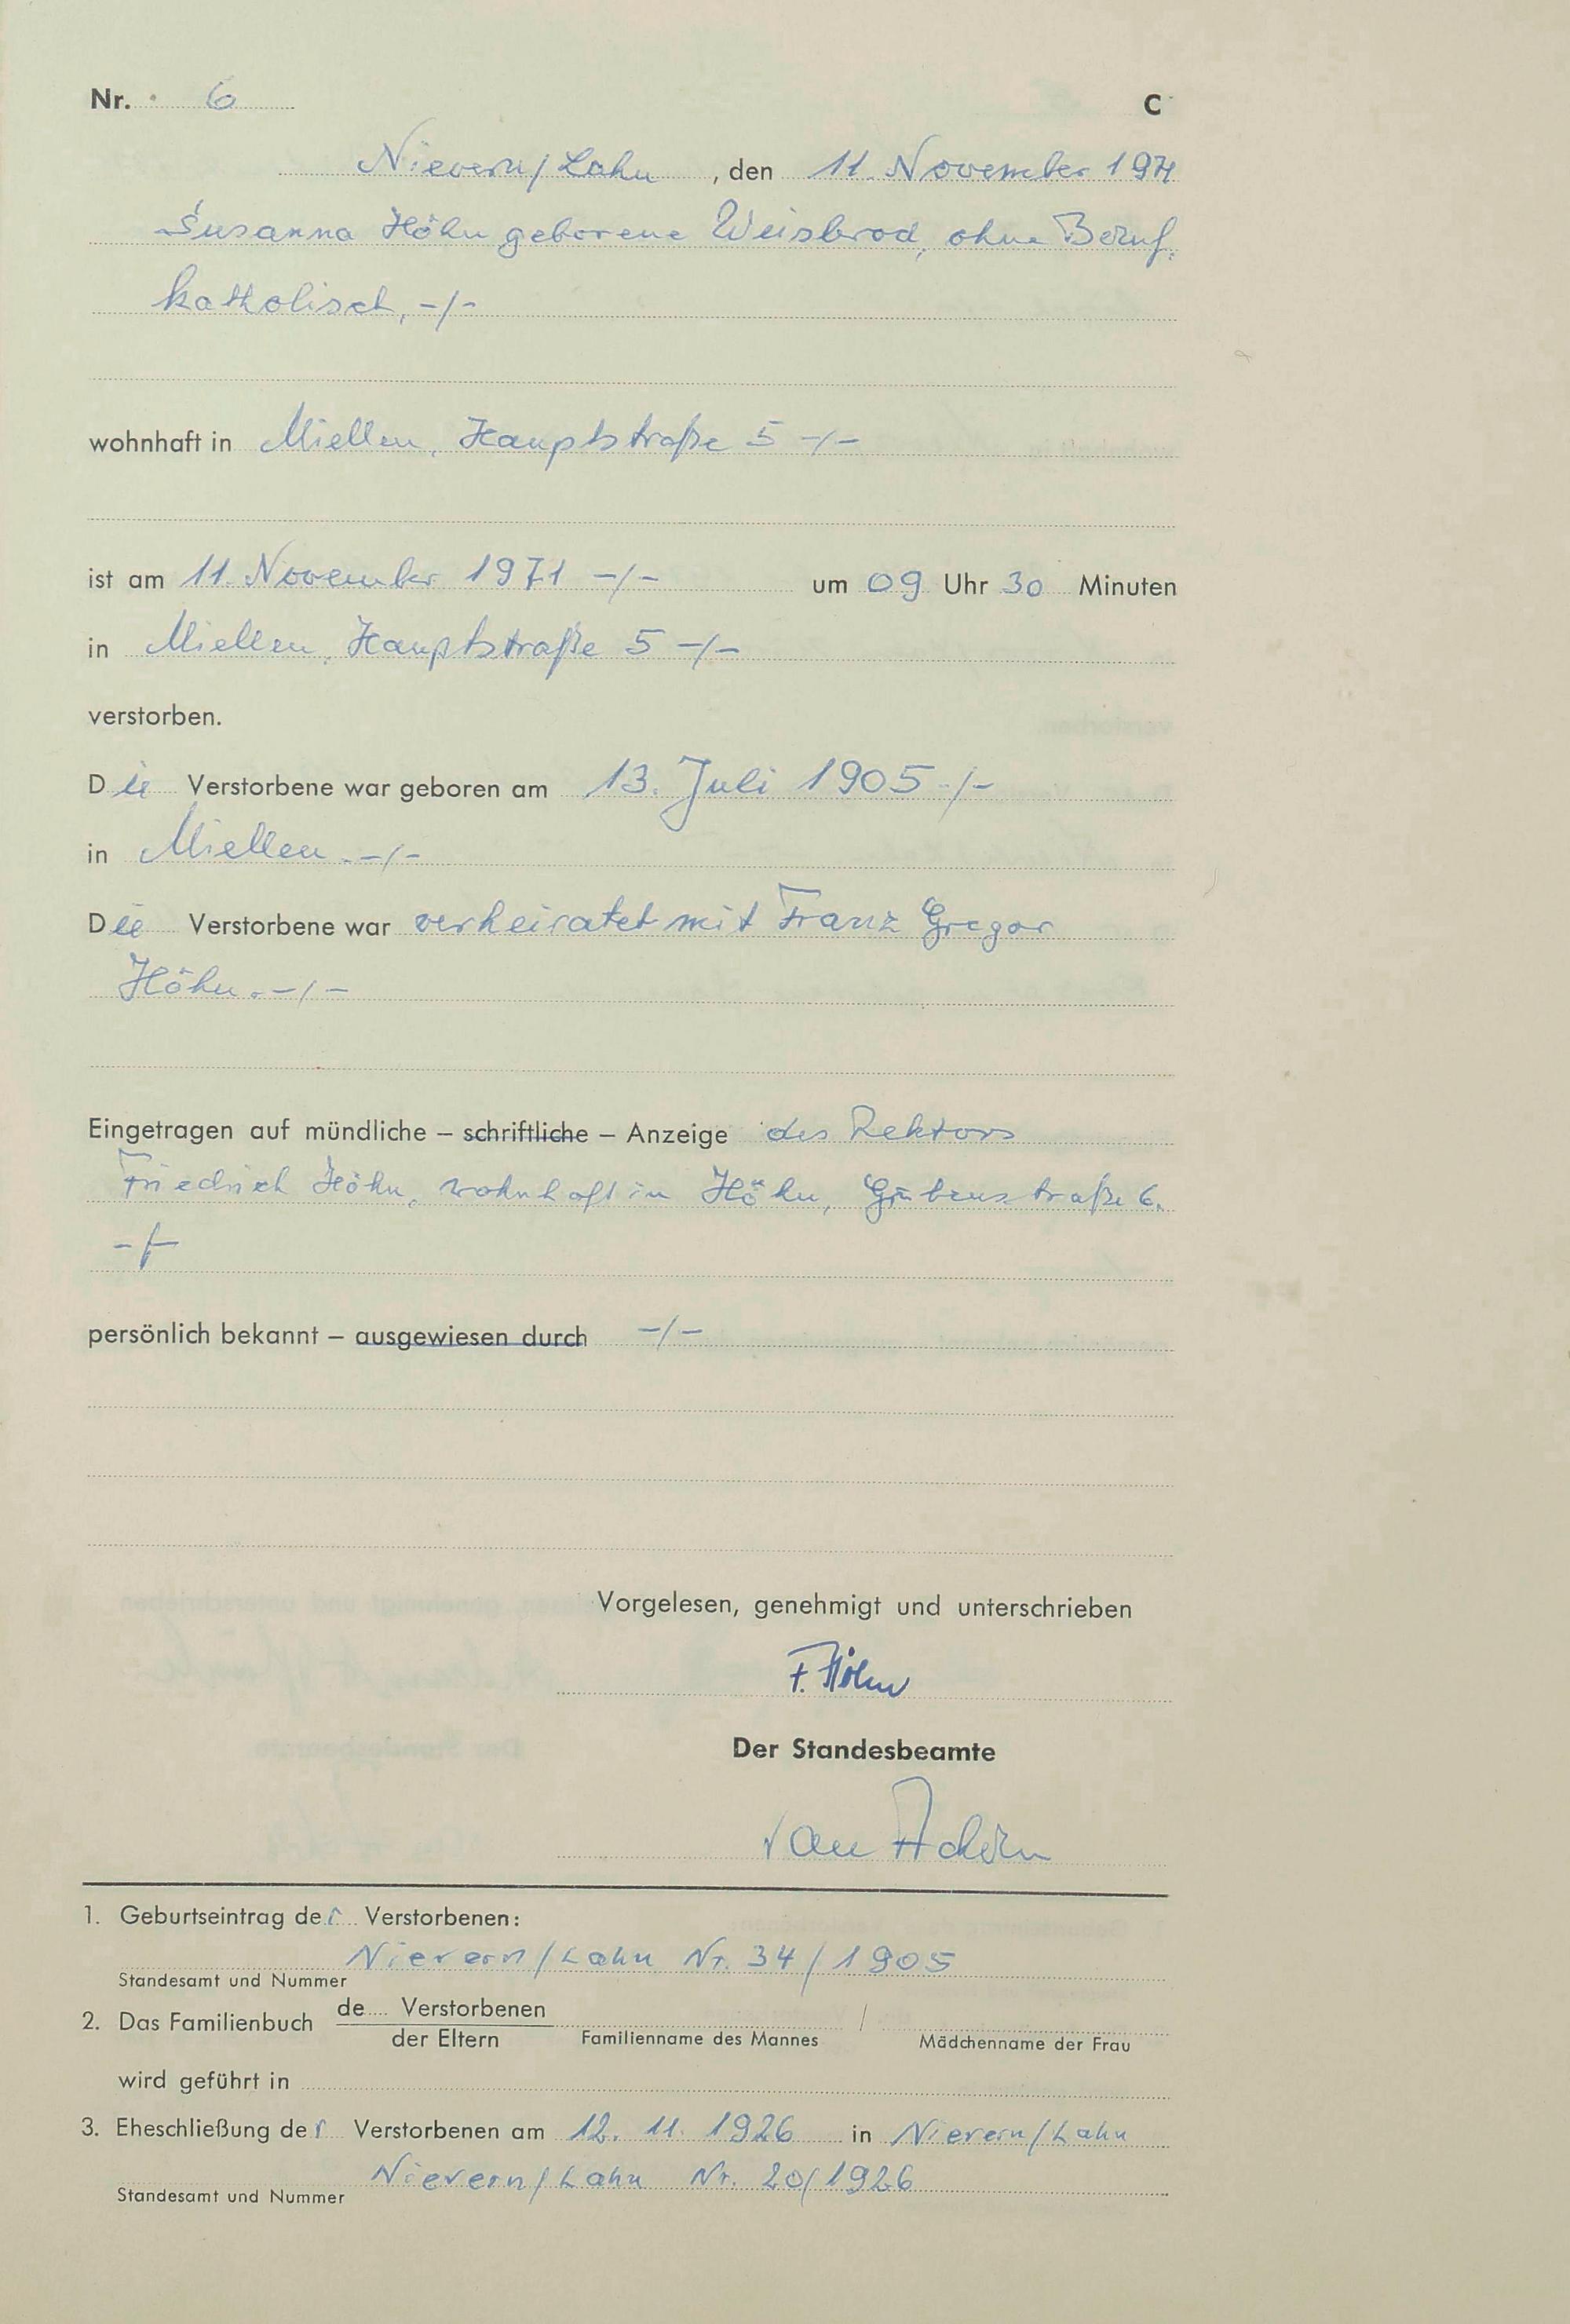 Nr. 6 C
Nievern/Lahn, den 11. November 1971
Susanna Höhn geborene Weisbrod, ohne Beruf,
katholisch, -/-
wohnhaft in Miellen, Hauptstraße 5 -/-
ist am 11. November 1971 -/- um 09 Uhr 30 Minuten
in Miellen, Hauptstraße 5 -/-
verstorben.
Die Verstorbene war geboren am 13. Juli 1905 -/-
in Miellen. -/-
Die Verstorbene war verheiratet mit Franz Gregor
Höhn. -/-
Eingetragen auf mündliche – schriftliche – Anzeige des Rektors
Friedrich Höhn, wohnhaft in Höhn, 6.
-/-
persönlich bekannt – ausgewiesen durch -/-
Vorgelesen, genehmigt und unterschrieben
F. Höhn
Der Standesbeamte
van
1. Geburtseintrag der Verstorbenen:
Nievern/Lahn Nr. 34/1905
Standesamt und Nummer
2. Das Familienbuch de Verstorbenen /
der Eltern Familienname des Mannes Mädchenname der Frau
wird geführt in
3. Eheschließung der Verstorbenen am 12. 11. 1926 in Nievern/Lahn
Nievern/Lahn Nr. 20/1926
Standesamt und Nummer